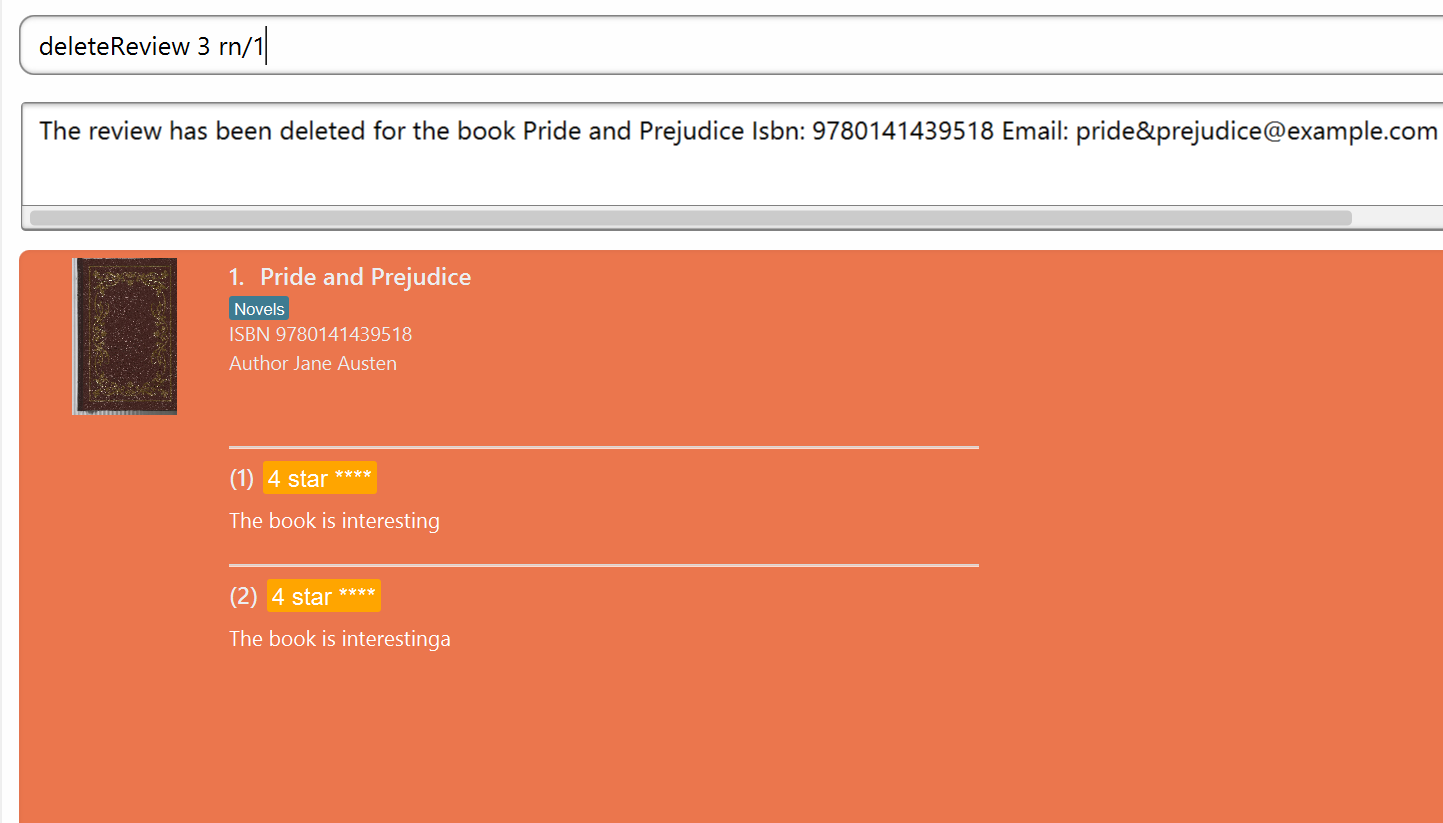 deleteReview 3 rn/1
The review has been deleted for the book Pride and Prejudice Isbn: 9780141439518 Email: pride&prejudice@example.com
1. Pride and Prejudice
Novels
ISBN 9780141439518
Author Jane Austen
(1) 4 star ****
The book is interesting
(2) 4 star ****
The book is interestinga